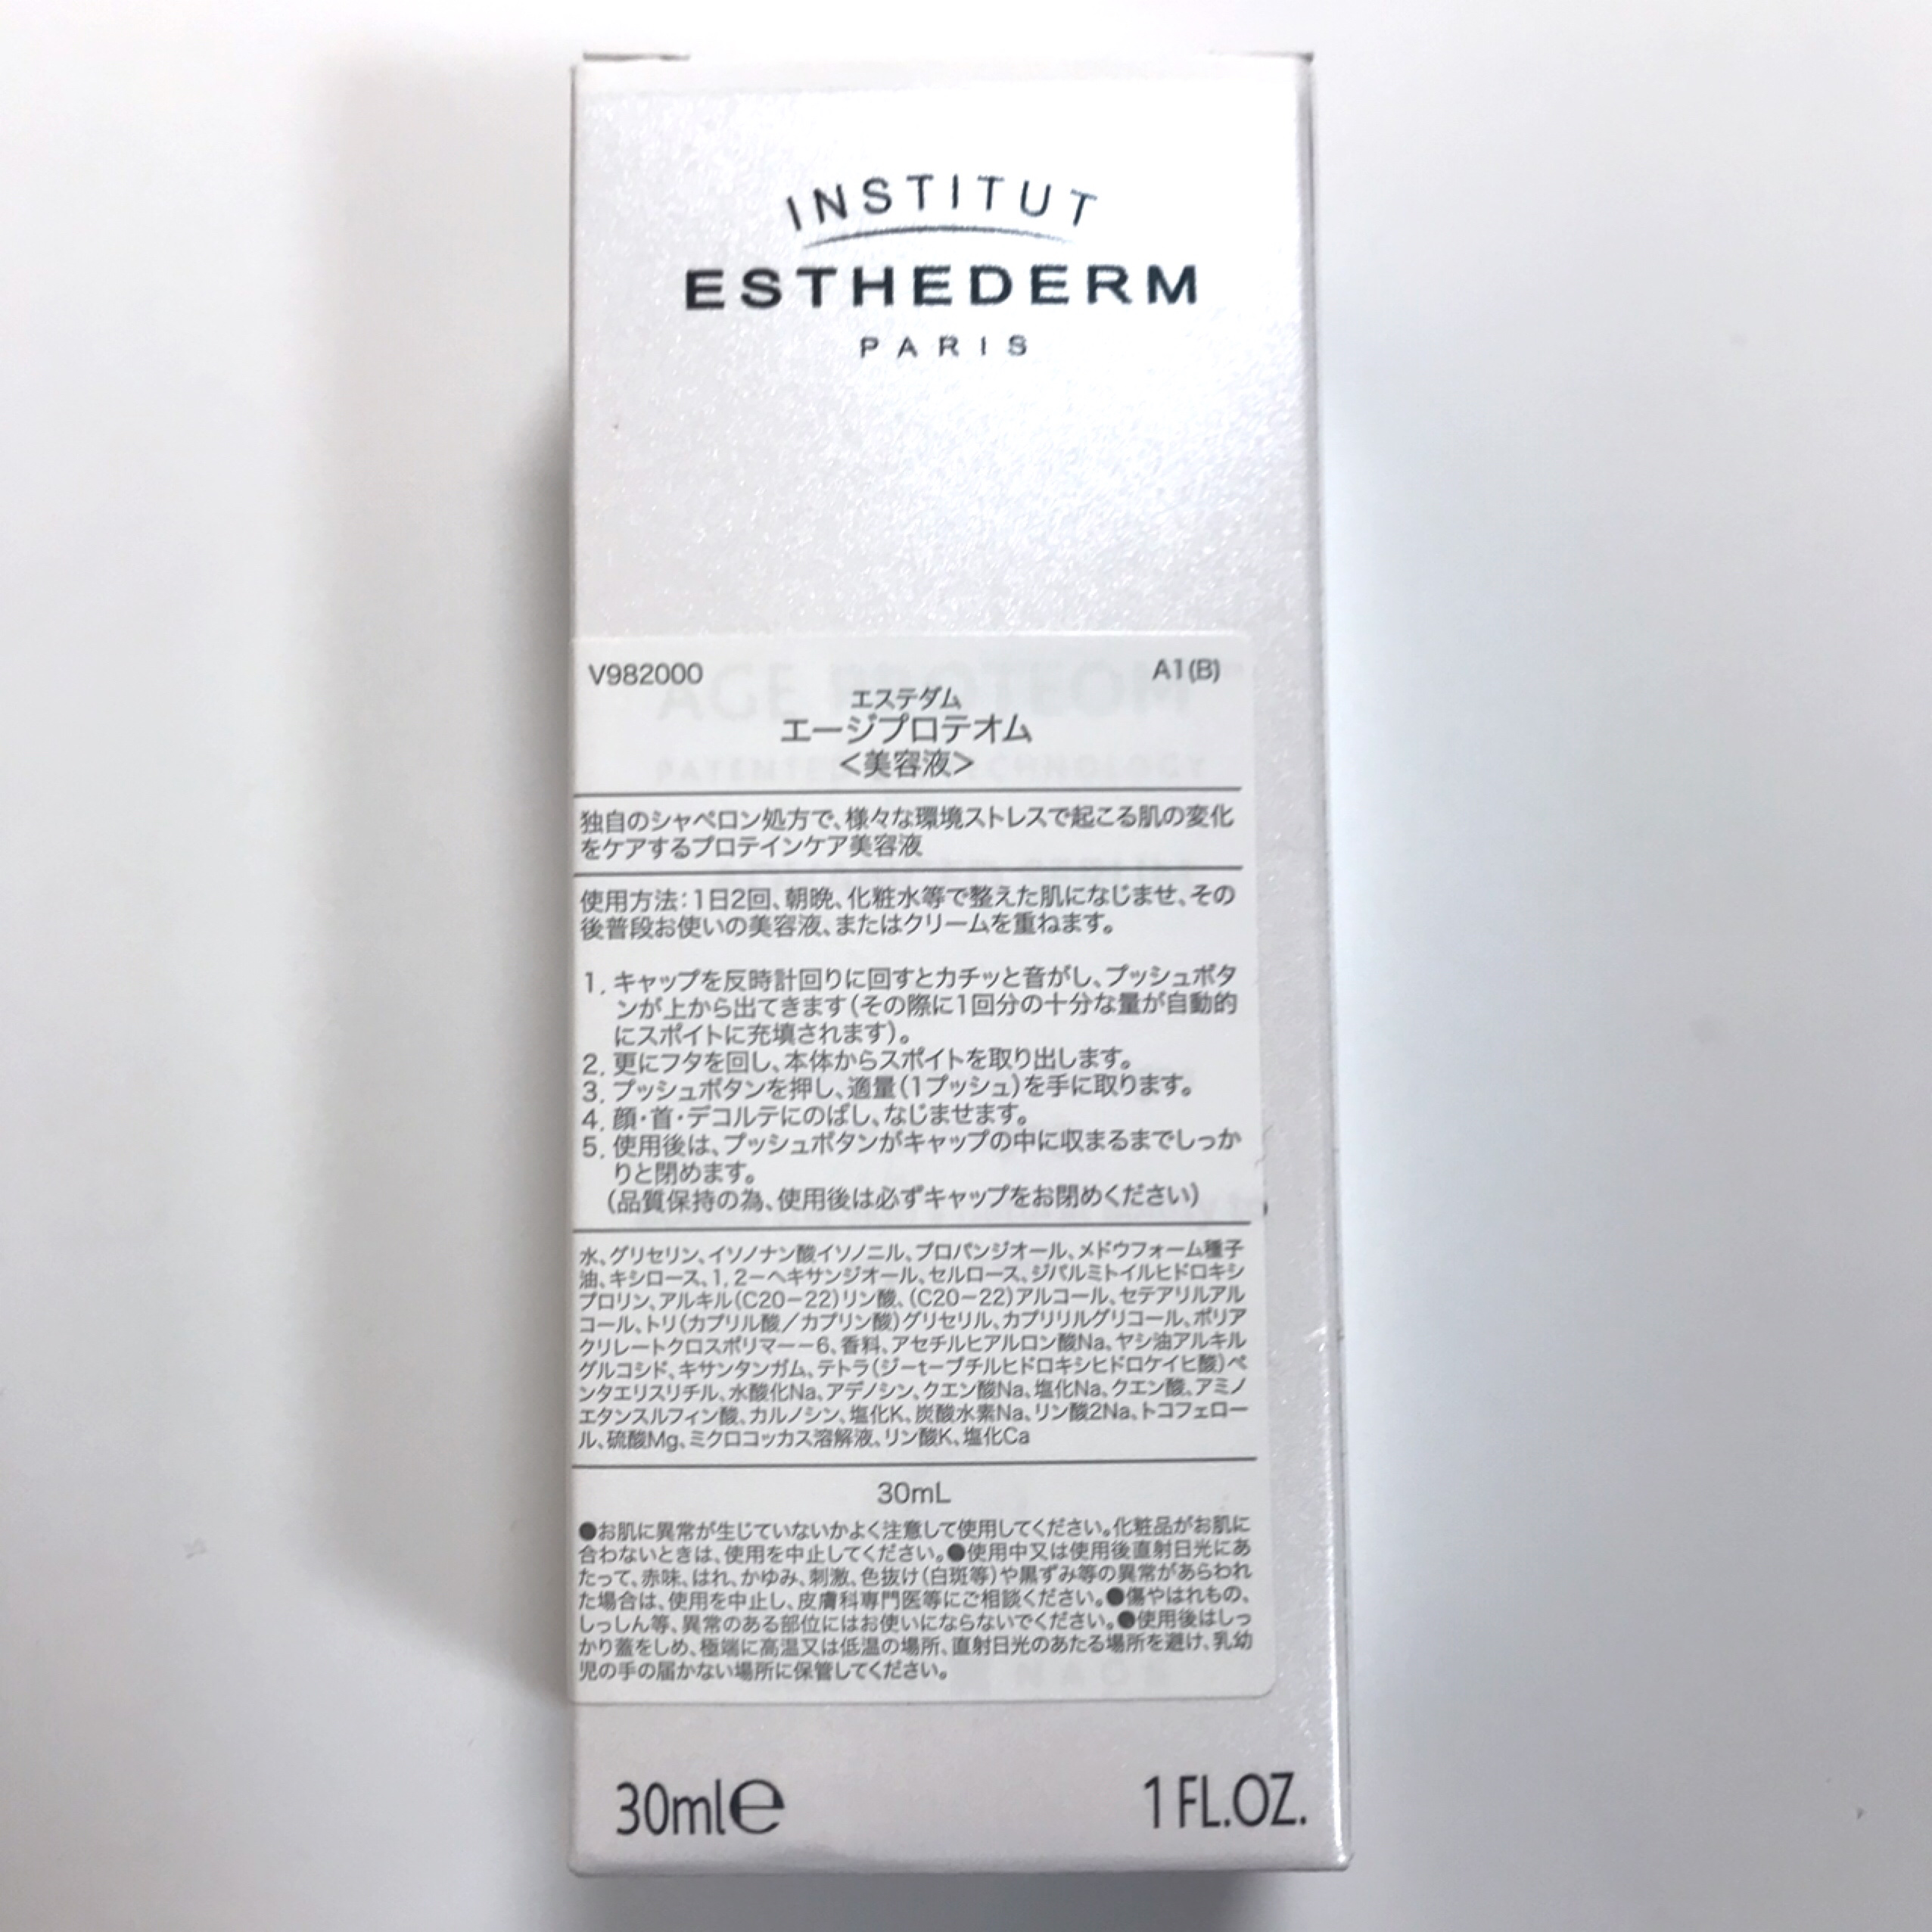 INSTITUT
ESTHEDERM
PARIS
V982000 A1(B)
エステダム
エージプロテオム
<美容液>
独自のシャペロン処方で、様々な環境ストレスで起こる肌の変化
をケアするプロテインケア美容液
使用方法:1日2回、朝晩、化粧水等で整えた肌になじませ、その
後普段お使いの美容液、またはクリームを重ねます。
1. キャップを反時計回りに回すとカチッと音がし、プッシュボタ
ンが上から出てきます(その際に1回分の十分な量が自動的
にスポイトに充填されます)。
2. 更にフタを回し、本体からスポイトを取り出します。
3. プッシュボタンを押し、適量(1プッシュ)を手に取ります。
4. 顔・首・デコルテにのばし、なじませます。
5. 使用後は、プッシュボタンがキャップの中に収まるまでしっか
りと閉めます。
(品質保持の為、使用後は必ずキャップをお閉めください)
水、グリセリン、イソノナン酸イソノニル、プロパンジオール、メドウフォーム種子
油、キシロース、1,2-ヘキサンジオール、セルロース、ジパルミトイルヒドロキシ
プロリン、アルキル(C20-22)リン酸、(C20-22)アルコール、セテアリルアル
コール、トリ(カプリル酸/カプリン酸)グリセリル、カプリリルグリコール、ポリア
クリレートクロスポリマー-6、香料、アセチルヒアルロン酸Na、ヤシ油アルキル
グルコシド、キサンタンガム、テトラ(ジ-t-ブチルヒドロキシヒドロケイヒ酸)ペ
ンタエリスリチル、水酸化Na、アデノシン、クエン酸Na、塩化Na、クエン酸、アミノ
エタンスルフィン酸、カルノシン、塩化K、炭酸水素Na、リン酸2Na、トコフェロー
ル、硫酸Mg、ミクロコッカス溶解液、リン酸K、塩化Ca
30mL
●お肌に異常が生じていないかよく注意して使用してください。化粧品がお肌に
合わないときは、使用を中止してください。●使用中又は使用後直射日光にあ
たって、赤味、はれ、かゆみ、刺激、色抜け(白斑等)や黒ずみ等の異常があらわれ
た場合は、使用を中止し、皮膚科専門医等にご相談ください。●傷やはれもの、
しっしん等、異常のある部位にはお使いにならないでください。●使用後はしっ
かり蓋をしめ、極端に高温又は低温の場所、直射日光のあたる場所を避け、乳幼
児の手の届かない場所に保管してください。
30ml℮ 1 FL.OZ.